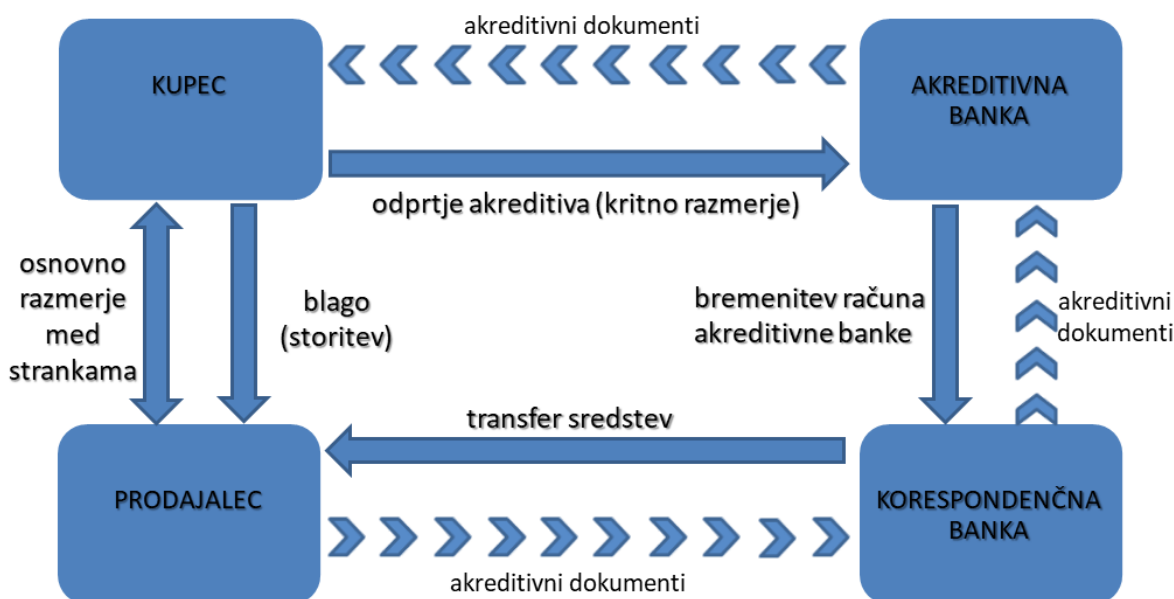 akreditivni dokumenti
KUPEC
AKREDITIVNA
BANKA
odprtje akreditiva (kritno razmerje)
osnovno
razmerje
med
strankama
blago
(storitev)
bremenitev računa
akreditivne banke
akreditivni
dokumenti
transfer sredstev
PRODAJALEC
KORESPONDENČNA
BANKA
akreditivni dokumenti